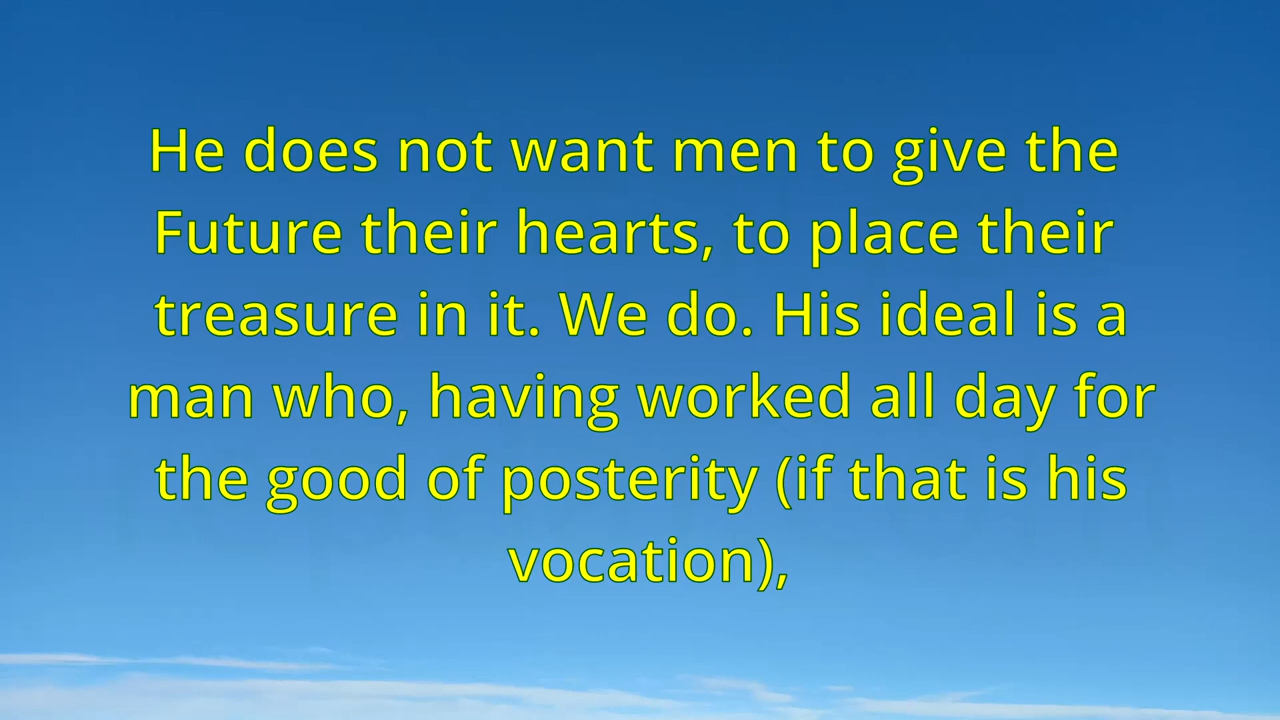 He does not want men to give the
Future their hearts, to place their
treasure in it. We do. His ideal is a
man who, having worked all day for
the good of posterity (if that is his
vocation),